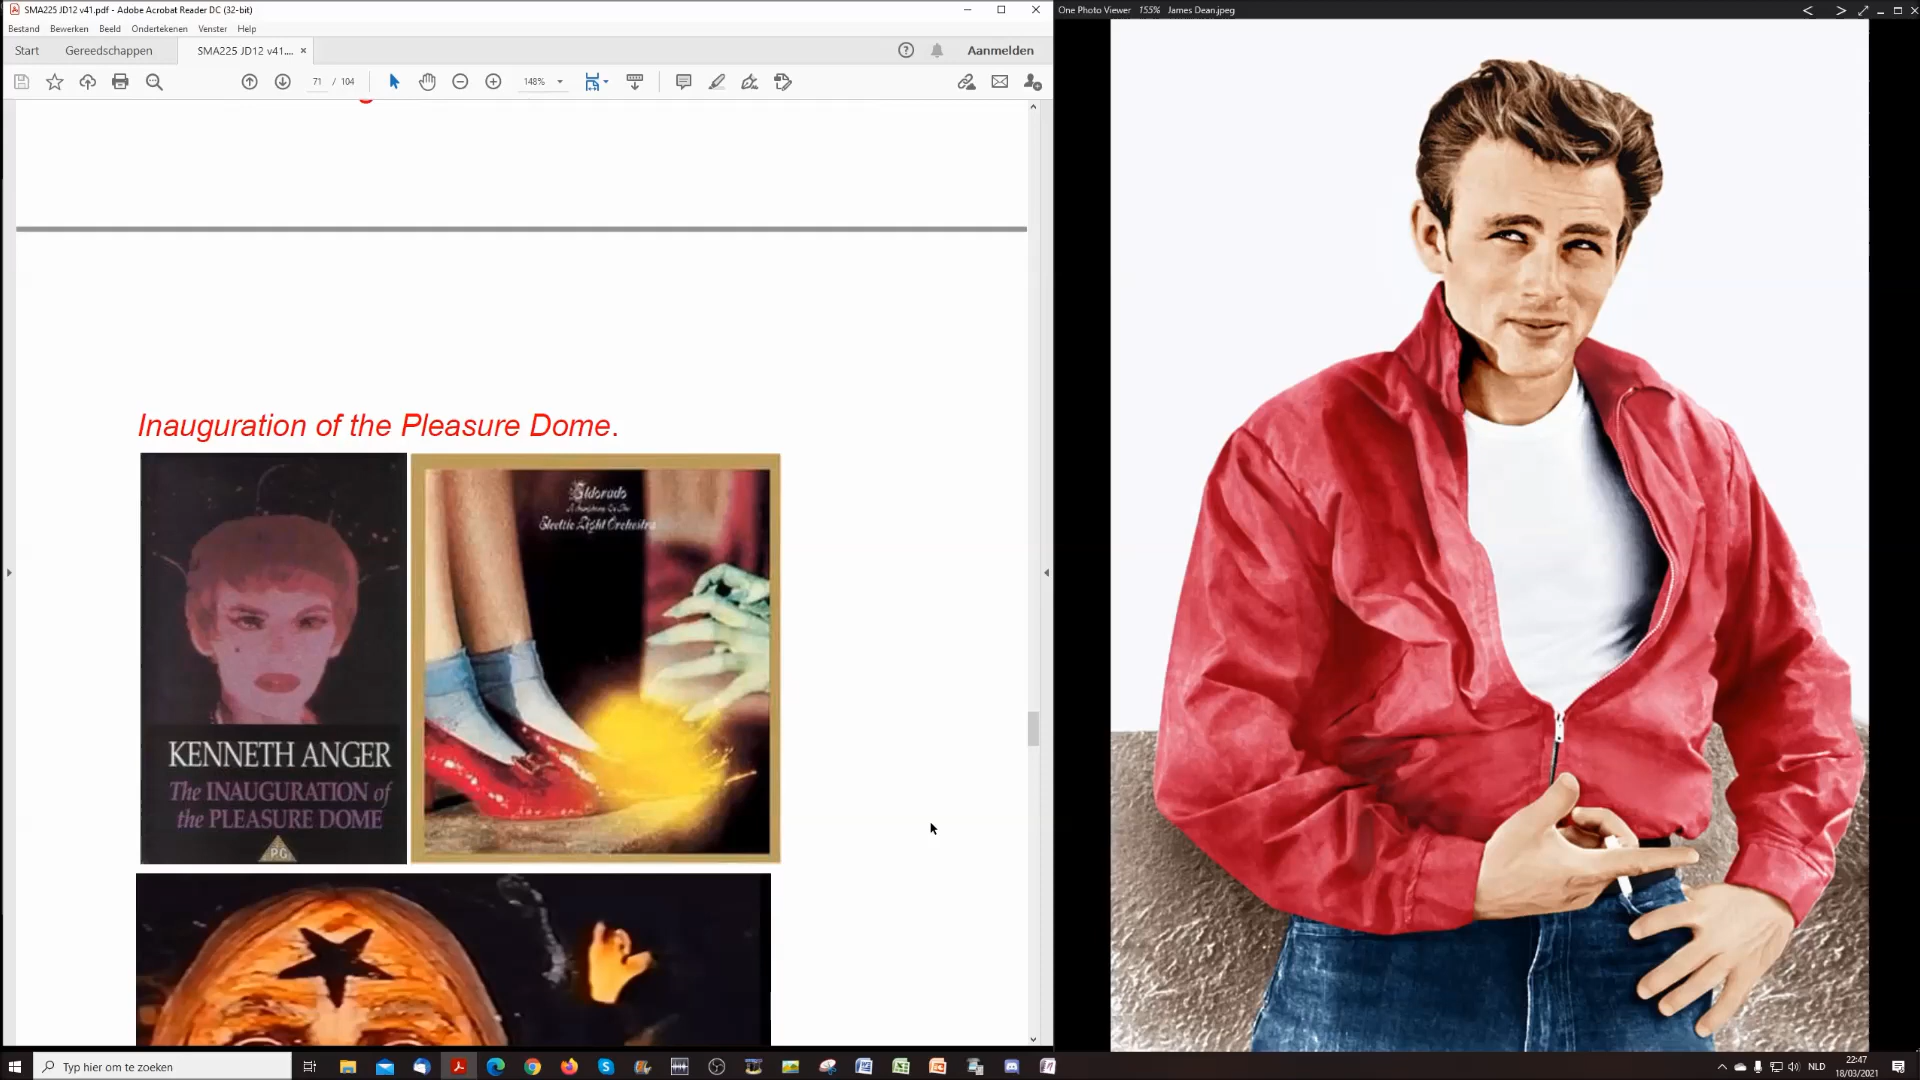 SMA225 JD12 v41.pdf - Adobe Acrobat Reader DC (32-bit)
One Photo Viewer 155% James Dean.jpeg
Bestand Bewerken Beeld Ondertekenen Venster Help
Start Gereedschappen SMA225 JD12 v41.... × Aanmelden
71 / 104 148%
Inauguration of the Pleasure Dome.
Eldorado
A Symphony By The
Electric Light Orchestra
KENNETH ANGER
The INAUGURATION of
the PLEASURE DOME
PG
Typ hier om te zoeken
NLD
22:47
18/03/2021